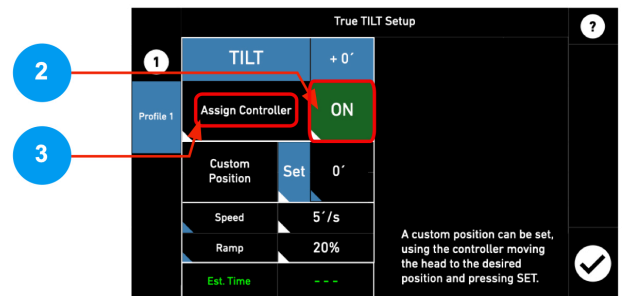 True TILT Setup
?
1
TILT
+ 0´
2
Profile 1
Assign Controller
ON
3
Custom
Position
Set
0´
Speed
5´/s
Ramp
20%
Est. Time
---
A custom position can be set,
using the controller moving
the head to the desired
position and pressing SET.